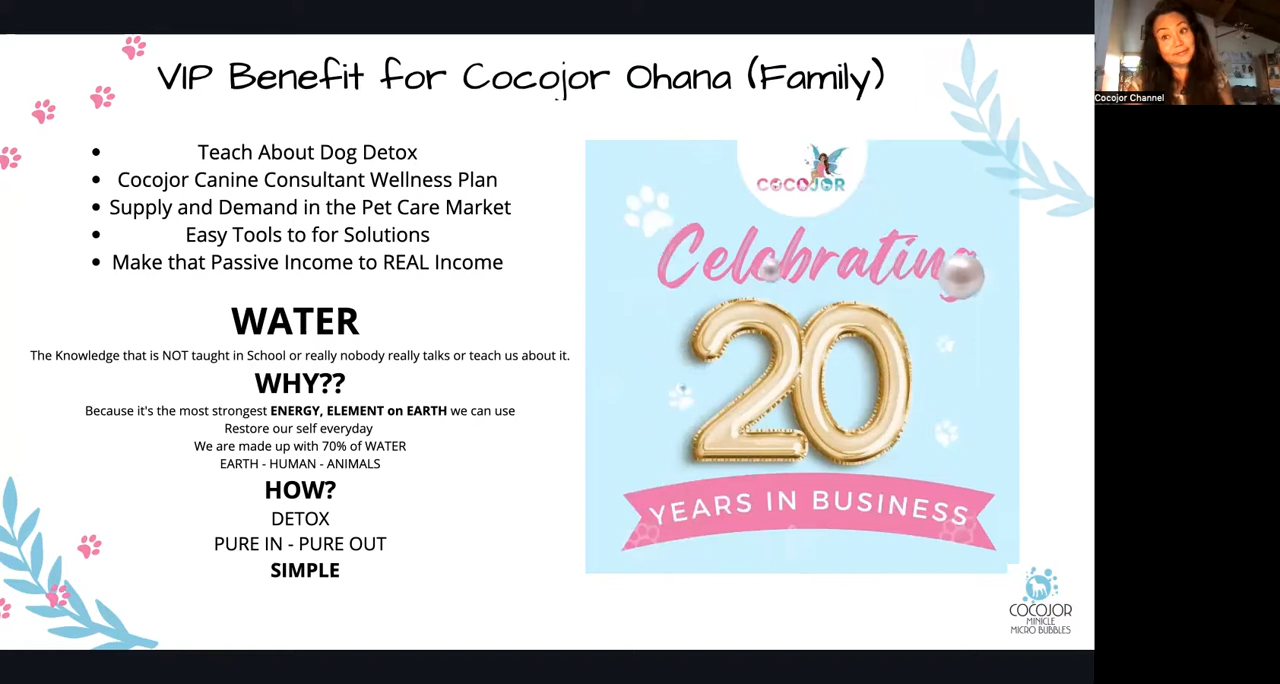 VIP Benefit for Cocojor Ohana (Family)
Cocojor Channel
Teach About Dog Detox
Cocojor Canine Consultant Wellness Plan
Supply and Demand in the Pet Care Market
Easy Tools to for Solutions
Make that Passive Income to REAL Income
WATER
The Knowledge that is NOT taught in School or really nobody really talks or teach us about it.
WHY??
Because it's the most strongest ENERGY, ELEMENT on EARTH we can use
Restore our self everyday
We are made up with 70% of WATER
EARTH - HUMAN - ANIMALS
HOW?
DETOX
PURE IN - PURE OUT
SIMPLE
COCOJOR
Celebrating
20
YEARS IN BUSINESS
COCOJOR
MINICLE
MICRO BUBBLES